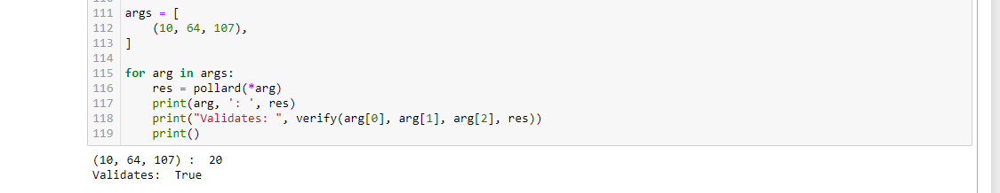 111 args = [
112     (10, 64, 107),
113 ]
114
115 for arg in args:
116     res = pollard(*arg)
117     print(arg, ': ', res)
118     print("Validates: ", verify(arg[0], arg[1], arg[2], res))
119     print()
(10, 64, 107) :  20
Validates:  True